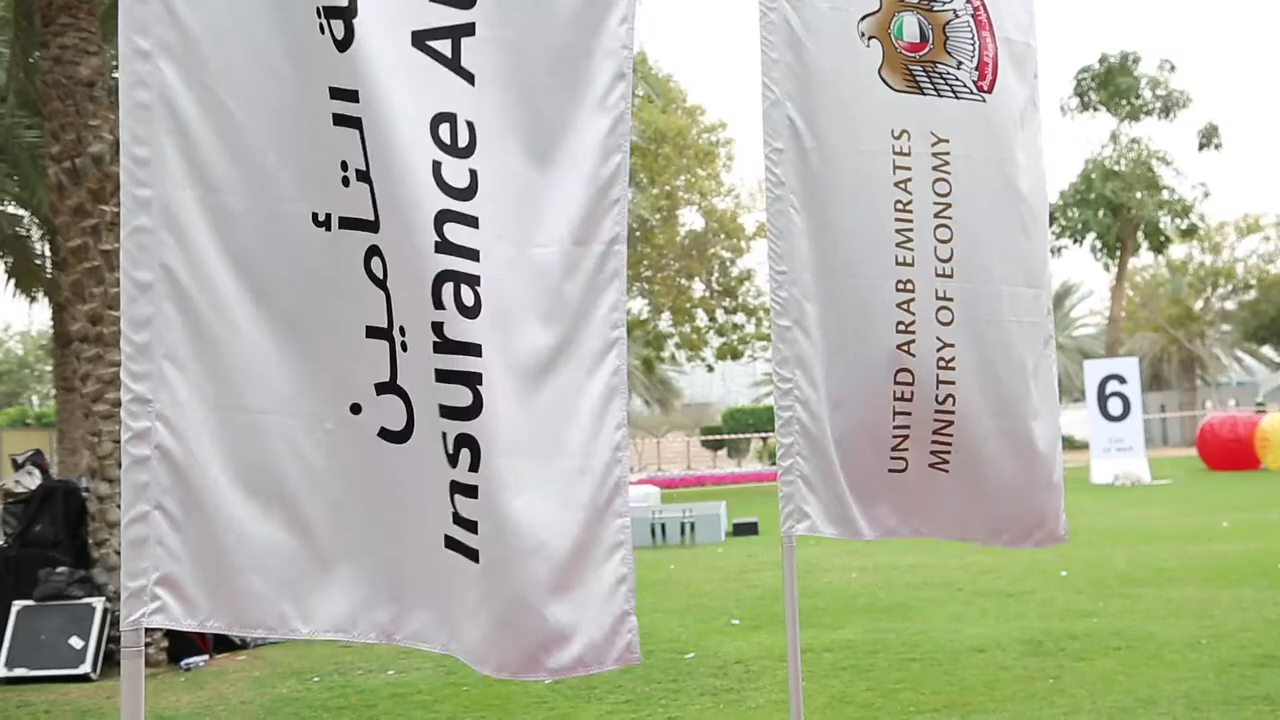 التأمين
Insurance
UNITED ARAB EMIRATES
MINISTRY OF ECONOMY
6